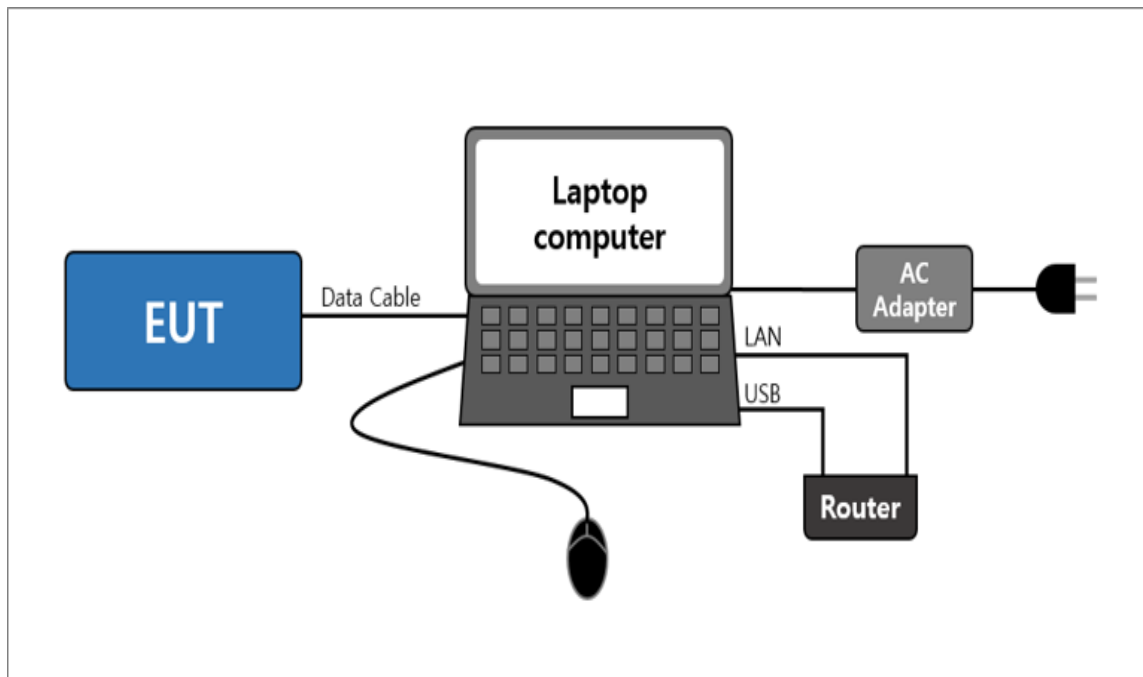 Laptop
computer
EUT
Data Cable
AC
Adapter
LAN
USB
Router